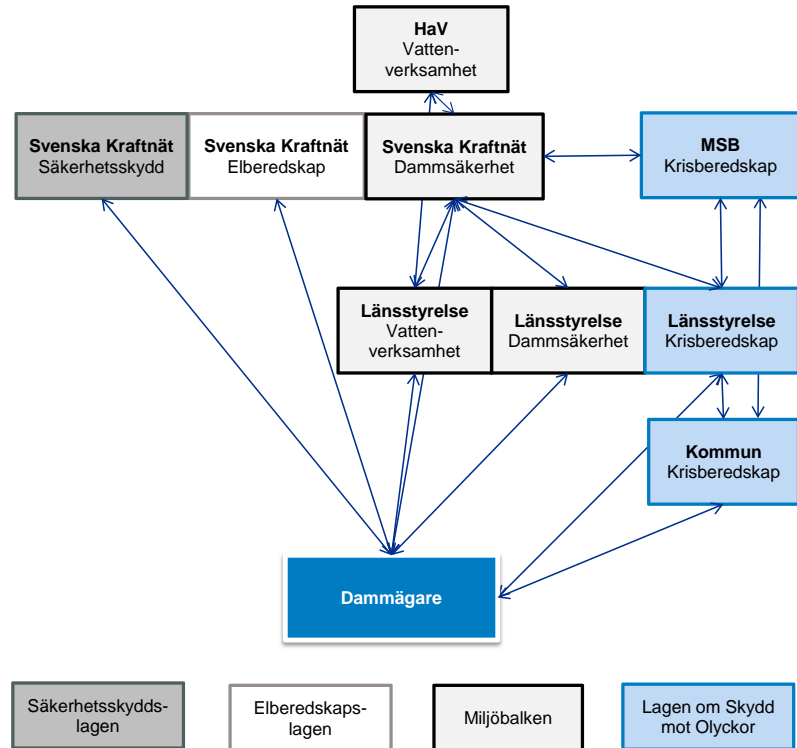 HaV
Vatten-
verksamhet
Svenska Kraftnät
Säkerhetsskydd
Svenska Kraftnät
Elberedskap
Svenska Kraftnät
Dammsäkerhet
MSB
Krisberedskap
Länsstyrelse
Vatten-
verksamhet
Länsstyrelse
Dammsäkerhet
Länsstyrelse
Krisberedskap
Kommun
Krisberedskap
Dammägare
Säkerhetsskydds-
lagen
Elberedskaps-
lagen
Miljöbalken
Lagen om Skydd
mot Olyckor